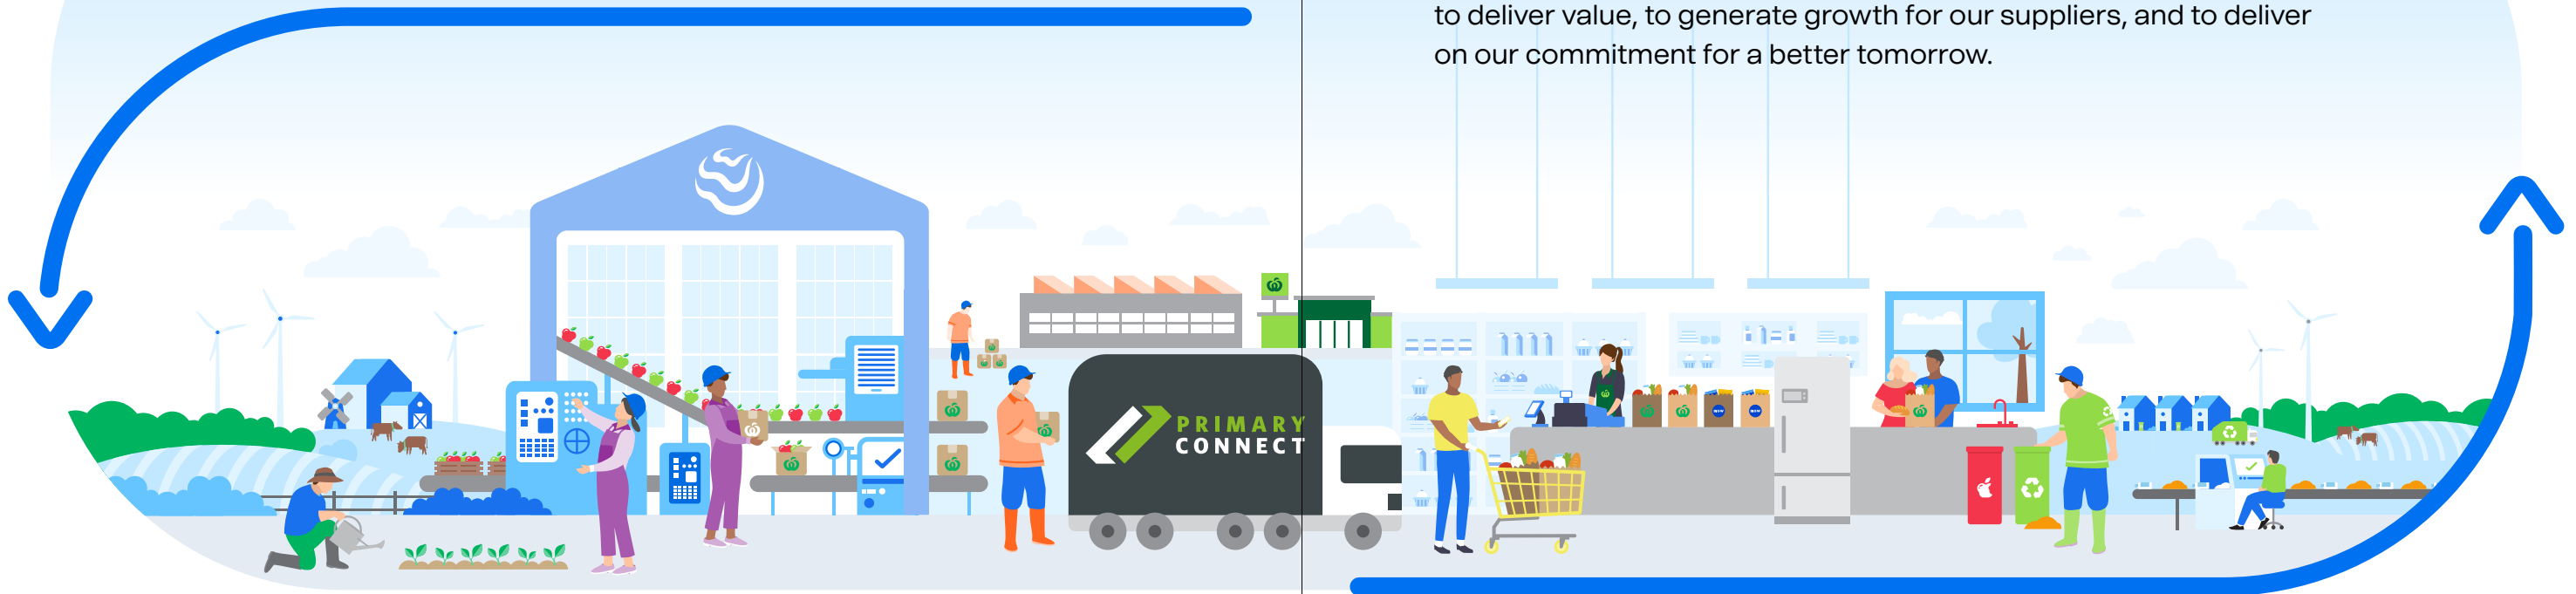 to deliver value, to generate growth for our suppliers, and to deliver
on our commitment for a better tomorrow.
PRIMARY
CONNECT